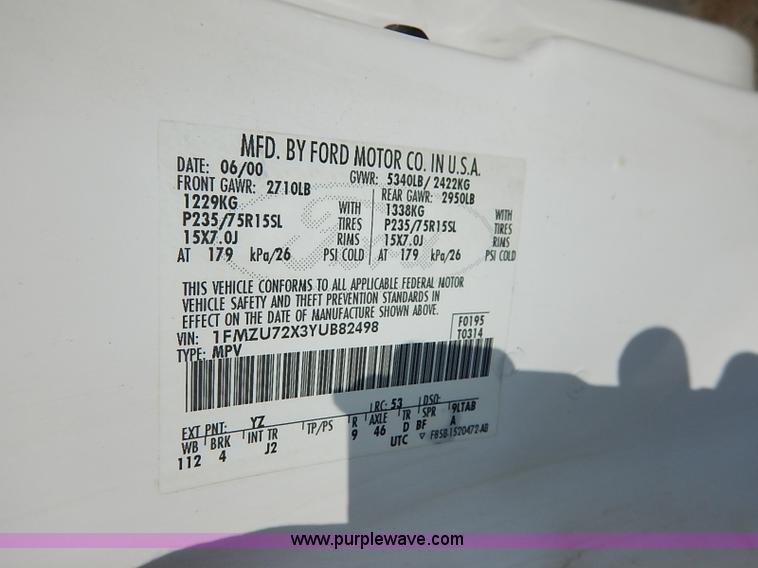 MFD. BY FORD MOTOR CO. IN U.S.A.
DATE: 06/00 GVWR: 5340LB/ 2422KG
FRONT GAWR: 2710LB REAR GAWR: 2950LB
1229KG WITH 1338KG WITH
P235/75R15SL TIRES P235/75R15SL TIRES
15X7.0J RIMS 15X7.0J RIMS
AT 179 kPa/26 PSI COLD AT 179 kPa/26 PSI COLD
Ford
THIS VEHICLE CONFORMS TO ALL APPLICABLE FEDERAL MOTOR
VEHICLE SAFETY AND THEFT PREVENTION STANDARDS IN
EFFECT ON THE DATE OF MANUFACTURE SHOWN ABOVE.
VIN: 1FMZU72X3YUB82498 F0195
TYPE: MPV T0314
EXT PNT: YZ RC: 53 DSO:
WB BRK INT TR TP/PS R AXLE TR SPR 9LTAB
112 4 J2 9 46 D BF A
UTC ▽ F85B 1520472 AB
www.purplewave.com